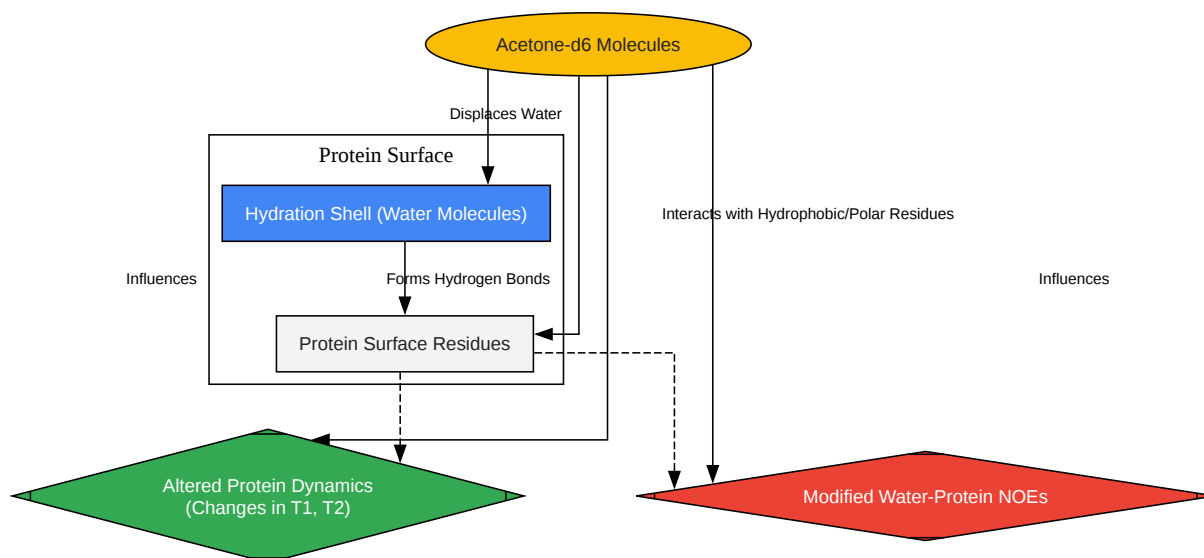 Acetone-d6 Molecules
Displaces Water
Protein Surface
Hydration Shell (Water Molecules)
Interacts with Hydrophobic/Polar Residues
Influences
Forms Hydrogen Bonds
Influences
Protein Surface Residues
Altered Protein Dynamics
(Changes in T1, T2)
Modified Water-Protein NOEs